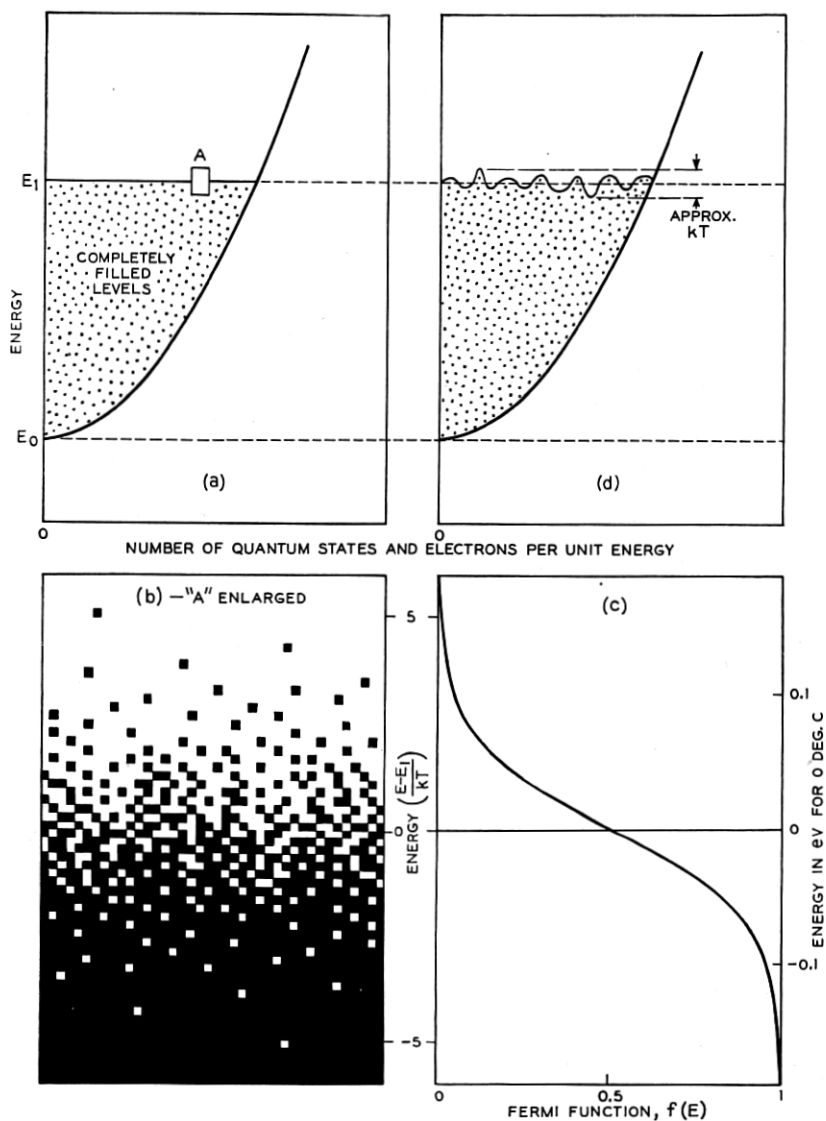 A
E1
COMPLETELY
FILLED
LEVELS
ENERGY
E0
(a)
0
APPROX.
kT
(d)
0
NUMBER OF QUANTUM STATES AND ELECTRONS PER UNIT ENERGY
(b) —"A" ENLARGED
5
0
-5
ENERGY (E-E1/kT)
(c)
0.1
0
-0.1
ENERGY IN eV FOR 0 DEG. C
0
0.5
1
FERMI FUNCTION, f(E)